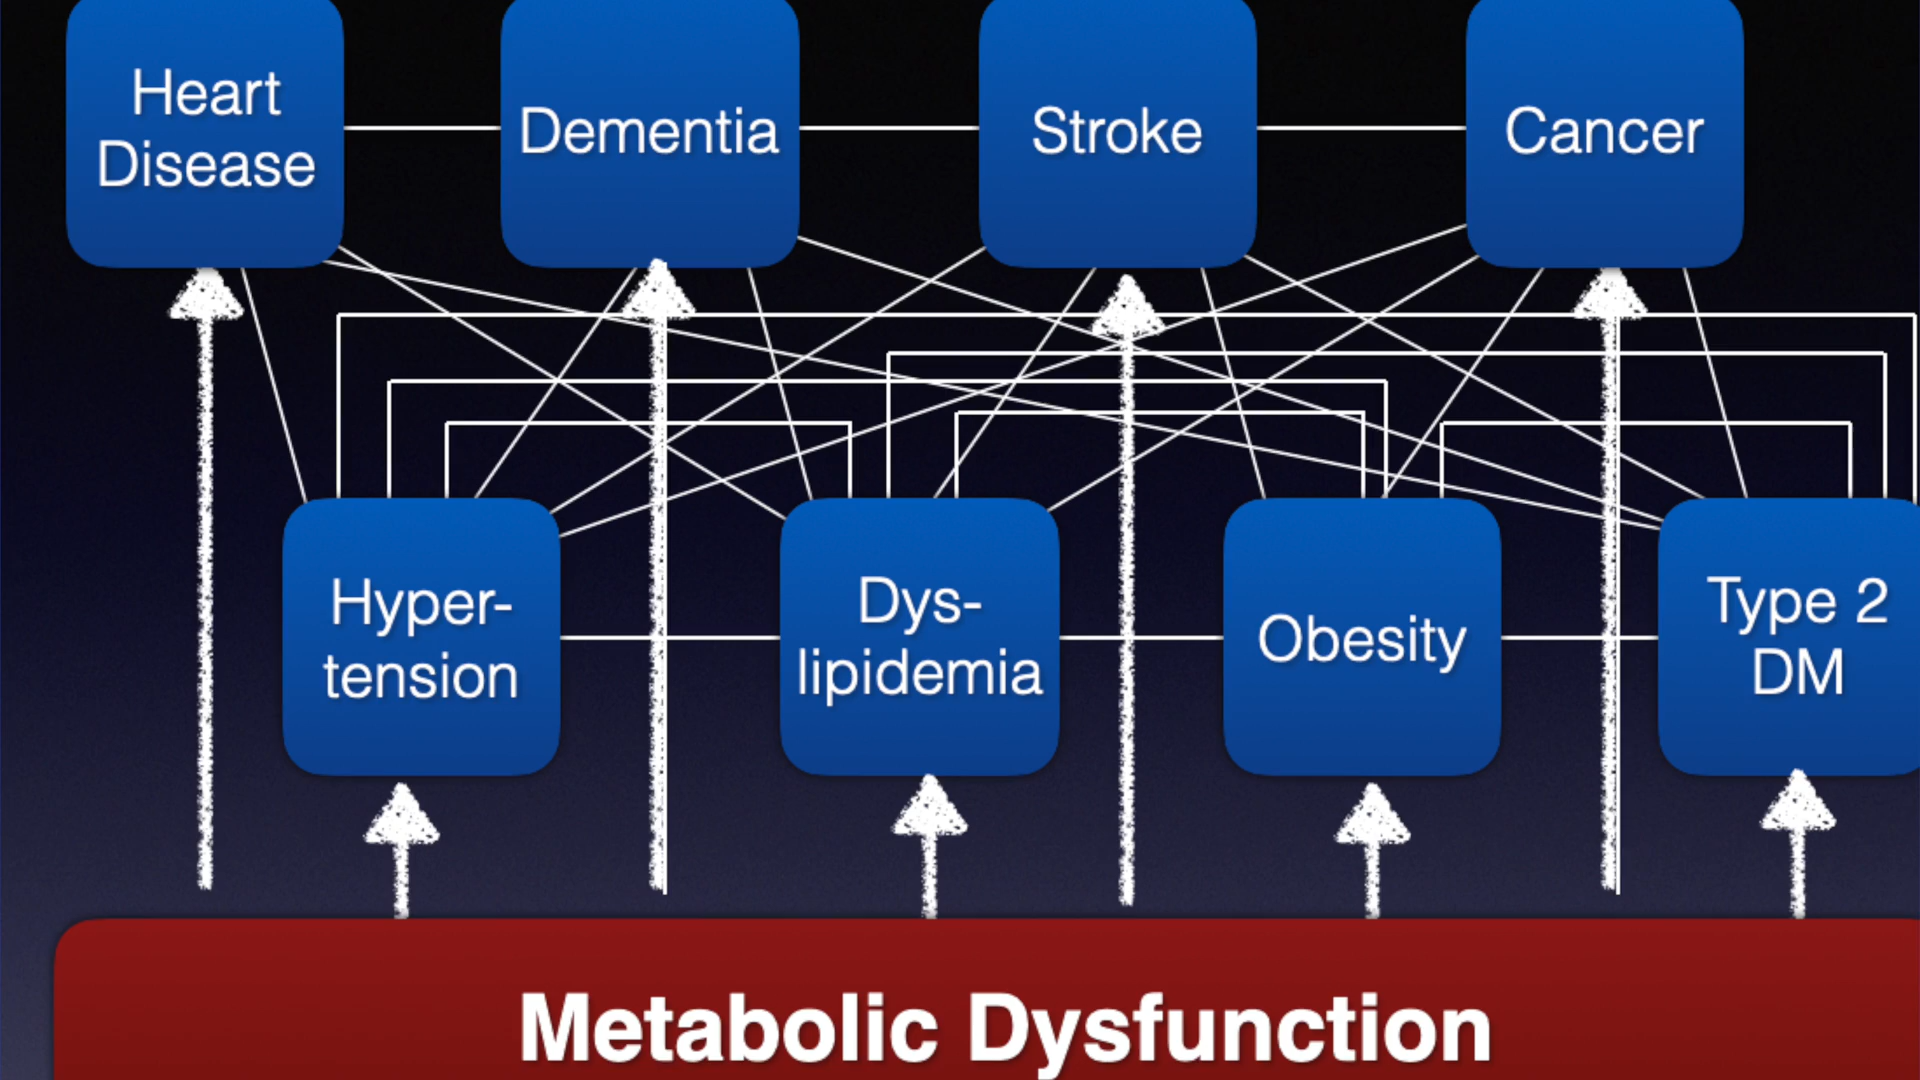 Heart
Disease
Dementia
Stroke
Cancer
Hyper-
tension
Dys-
lipidemia
Obesity
Type 2
DM
Metabolic Dysfunction